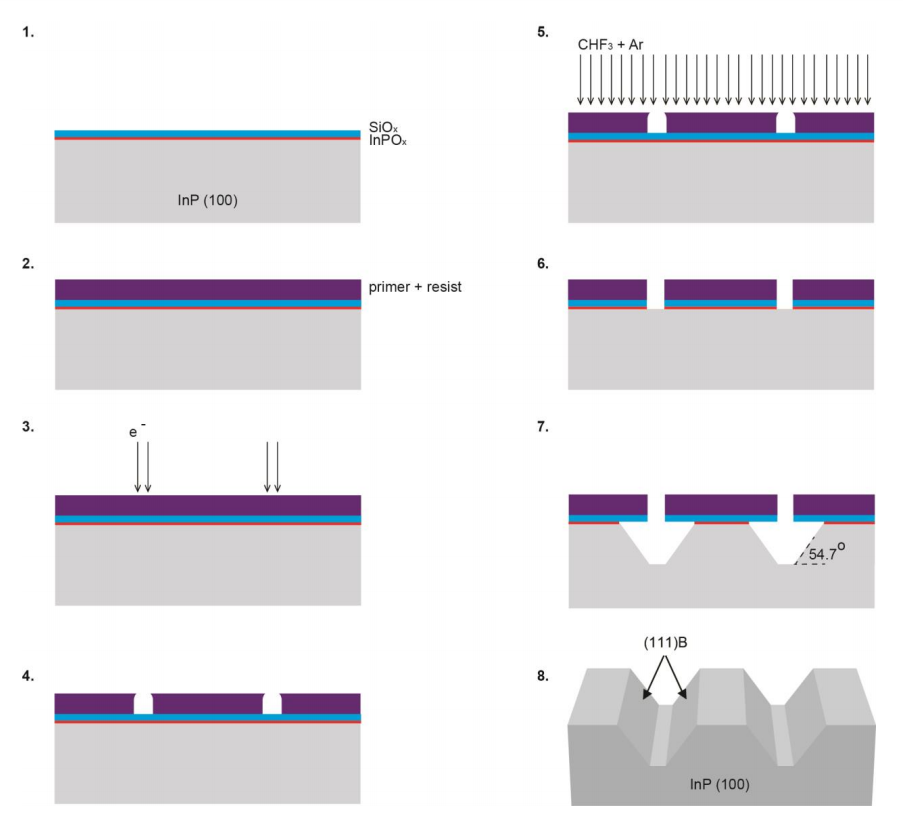 1.
SiOₓ
InPOₓ
InP (100)
2.
primer + resist
3.
e⁻
4.
5.
CHF₃ + Ar
6.
7.
54.7°
8.
(111)B
InP (100)